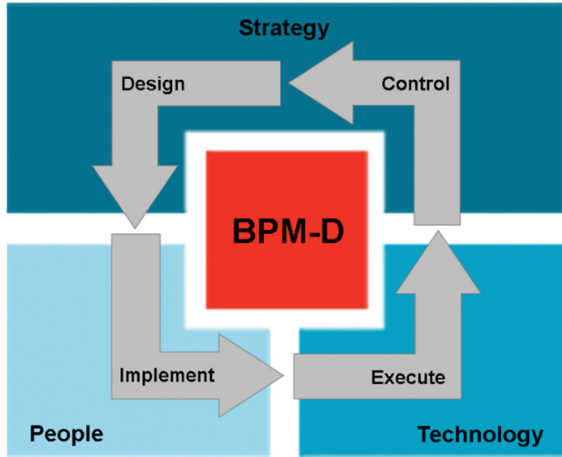 Strategy
Design
Control
BPM-D
Implement
Execute
People
Technology